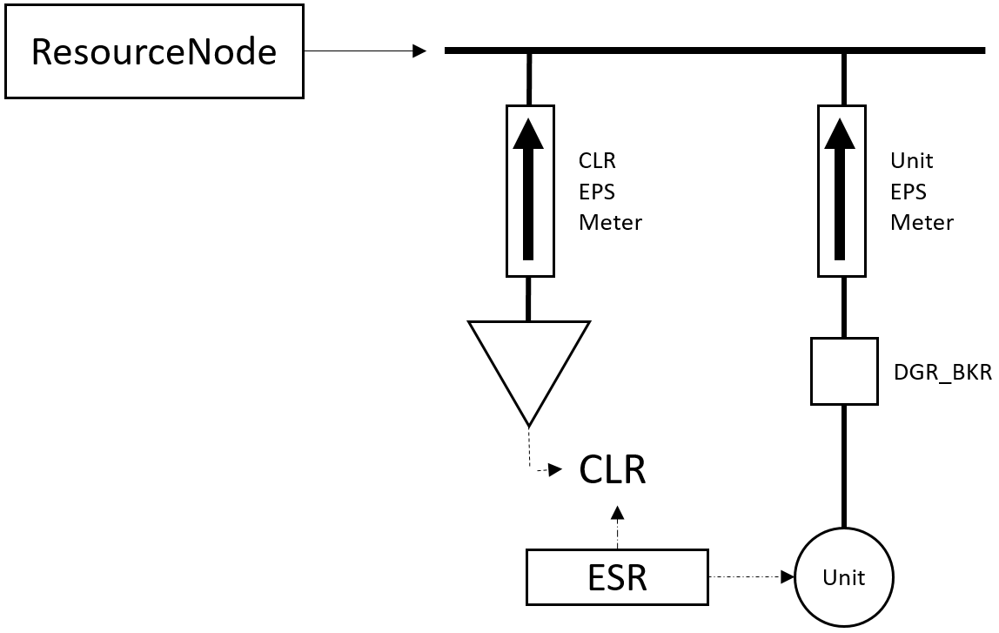 ResourceNode
CLR
EPS
Meter
Unit
EPS
Meter
DGR_BKR
CLR
ESR
Unit